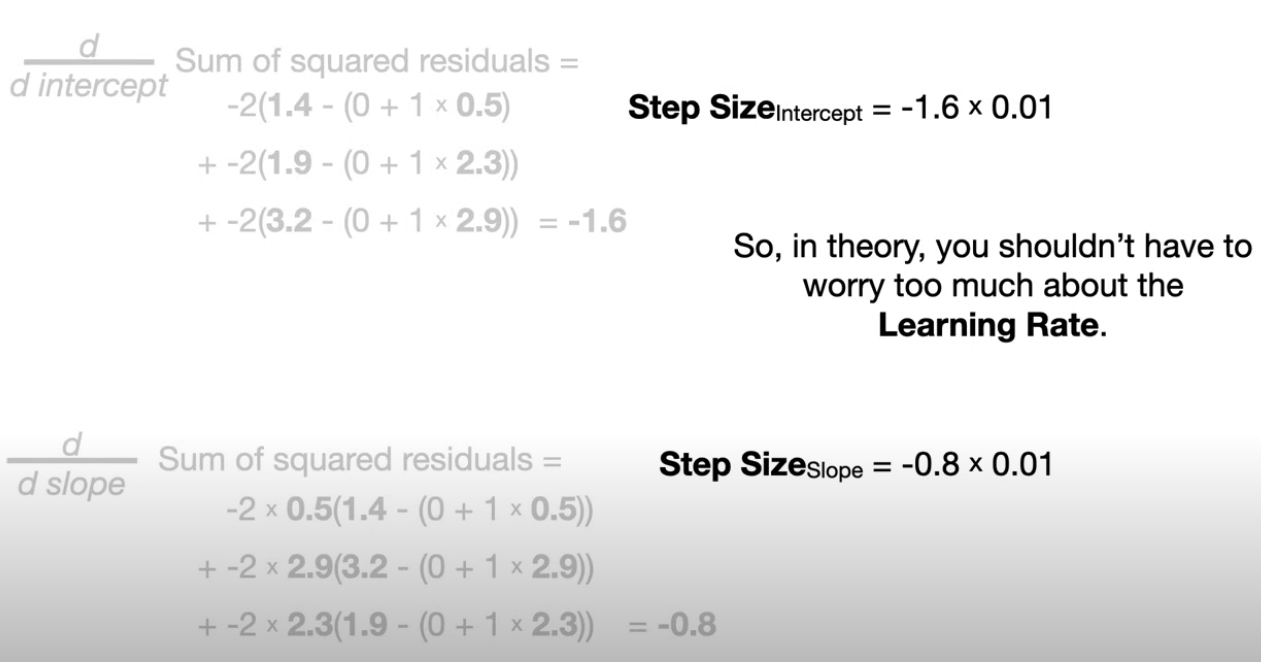 d
d intercept
Sum of squared residuals =
-2(1.4 - (0 + 1 × 0.5)
+ -2(1.9 - (0 + 1 × 2.3))
+ -2(3.2 - (0 + 1 × 2.9)) = -1.6
Step SizeIntercept = -1.6 × 0.01
So, in theory, you shouldn’t have to
worry too much about the
Learning Rate.
d
d slope
Sum of squared residuals =
-2 × 0.5(1.4 - (0 + 1 × 0.5))
+ -2 × 2.9(3.2 - (0 + 1 × 2.9))
+ -2 × 2.3(1.9 - (0 + 1 × 2.3)) = -0.8
Step SizeSlope = -0.8 × 0.01